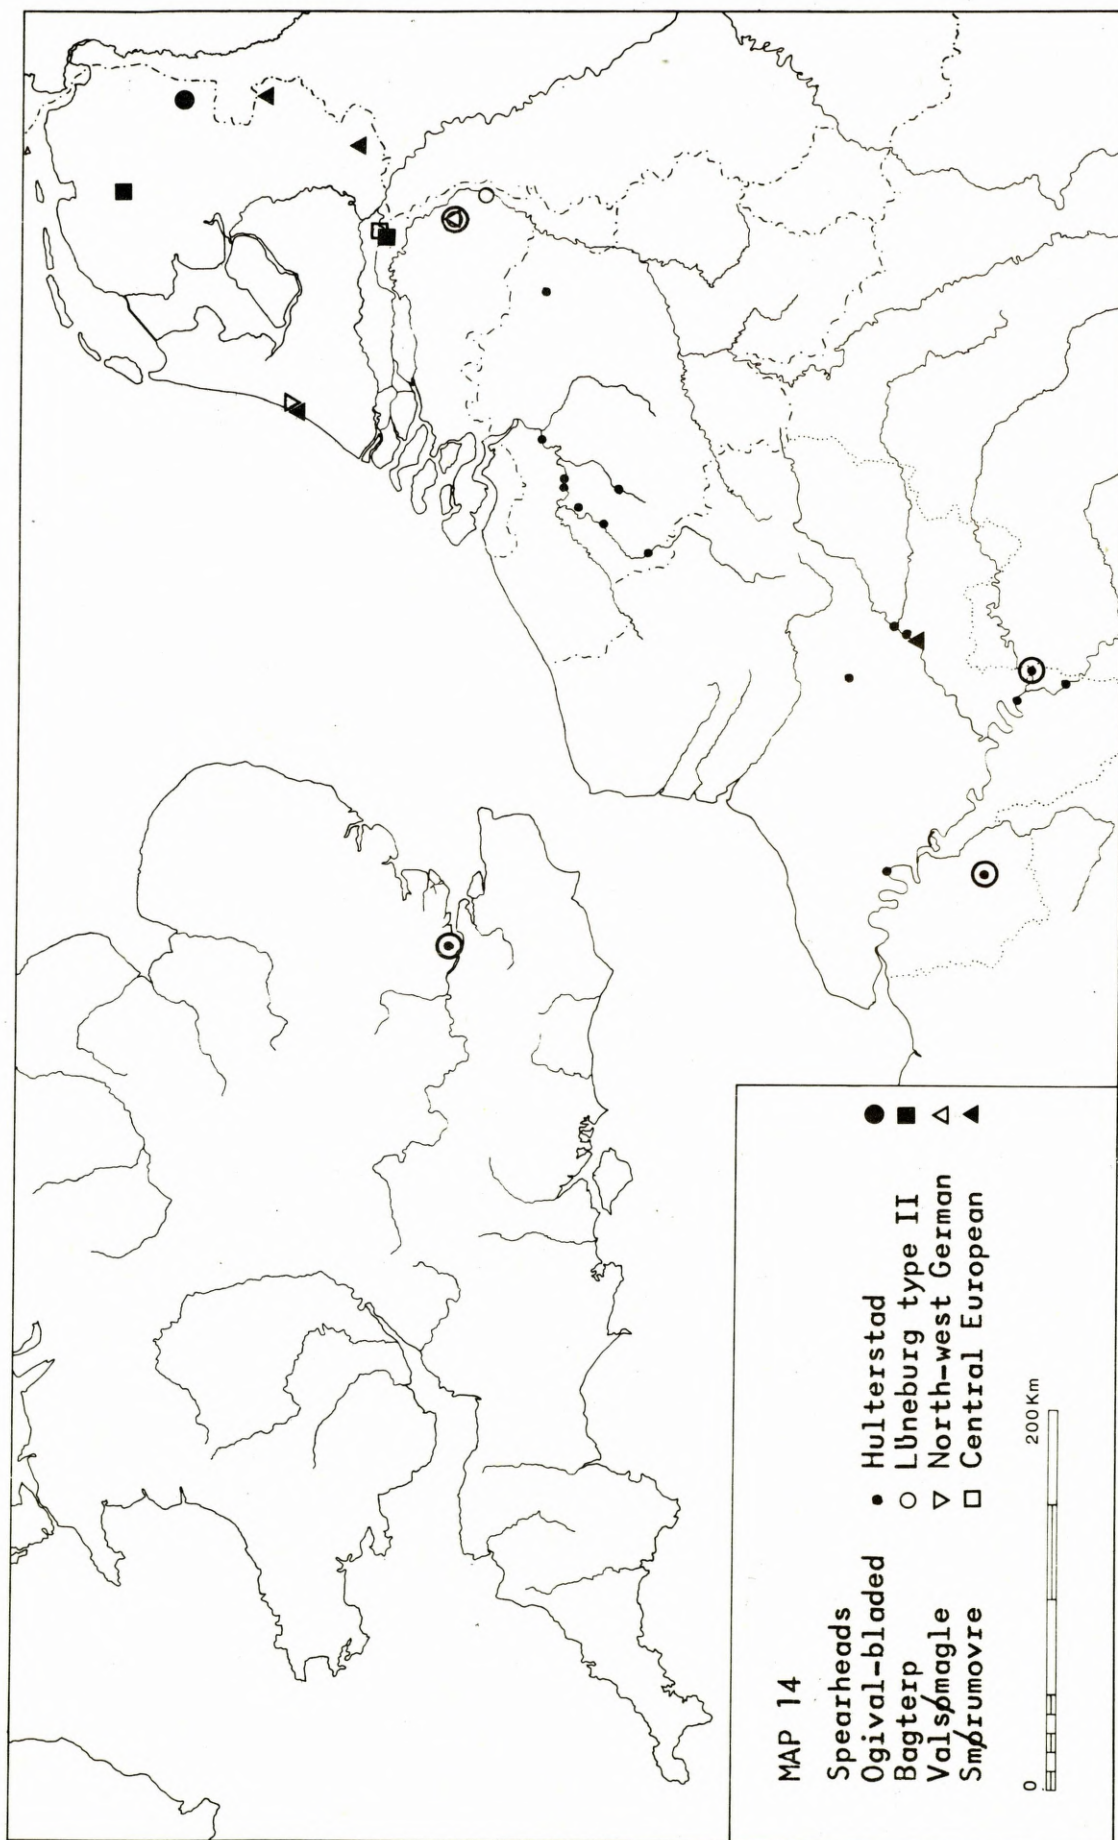 MAP 14
Spearheads
Ogival-bladed • Hulterstad ●
Bagterp ○ Lüneburg type II ■
Valsømagle ▽ North-west German △
Smørumovre □ Central European ▲
0 200Km